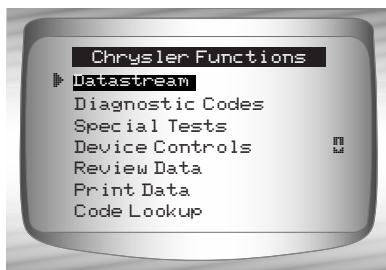 Chrysler Functions
Datastream
Diagnostic Codes
Special Tests
Device Controls
Review Data
Print Data
Code Lookup